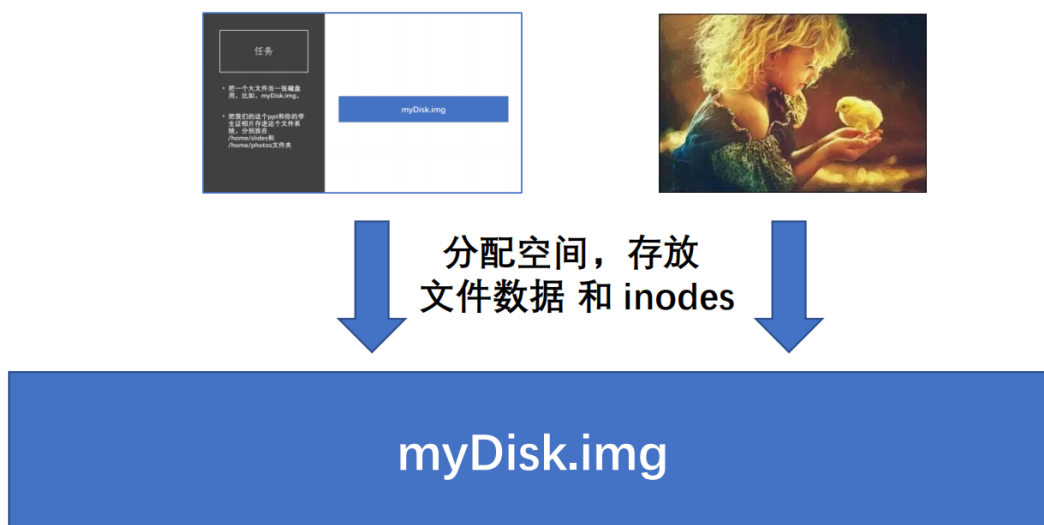 任务
• 把一个大文件当一张磁盘
用，比如，myDisk.img。
• 把我们的这个ppt和你的学
生证相片存进这个文件系
统，分别放在
/home/slides和
/home/photos文件夹
myDisk.img
分配空间，存放
文件数据 和 inodes
myDisk.img